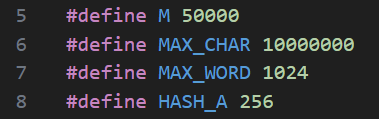 5 #define M 50000
6 #define MAX_CHAR 10000000
7 #define MAX_WORD 1024
8 #define HASH_A 256